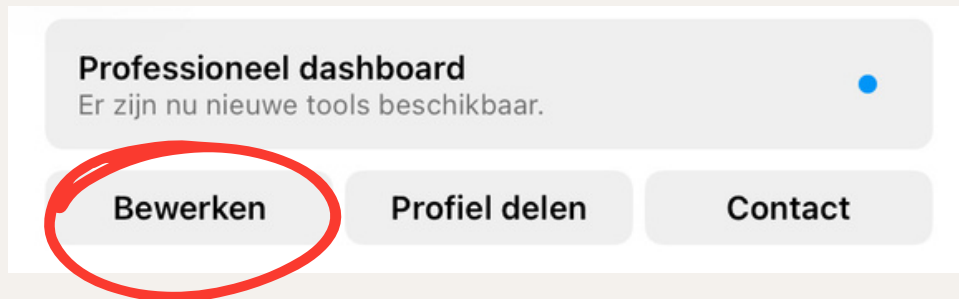 Professioneel dashboard
Er zijn nu nieuwe tools beschikbaar.
Bewerken
Profiel delen
Contact